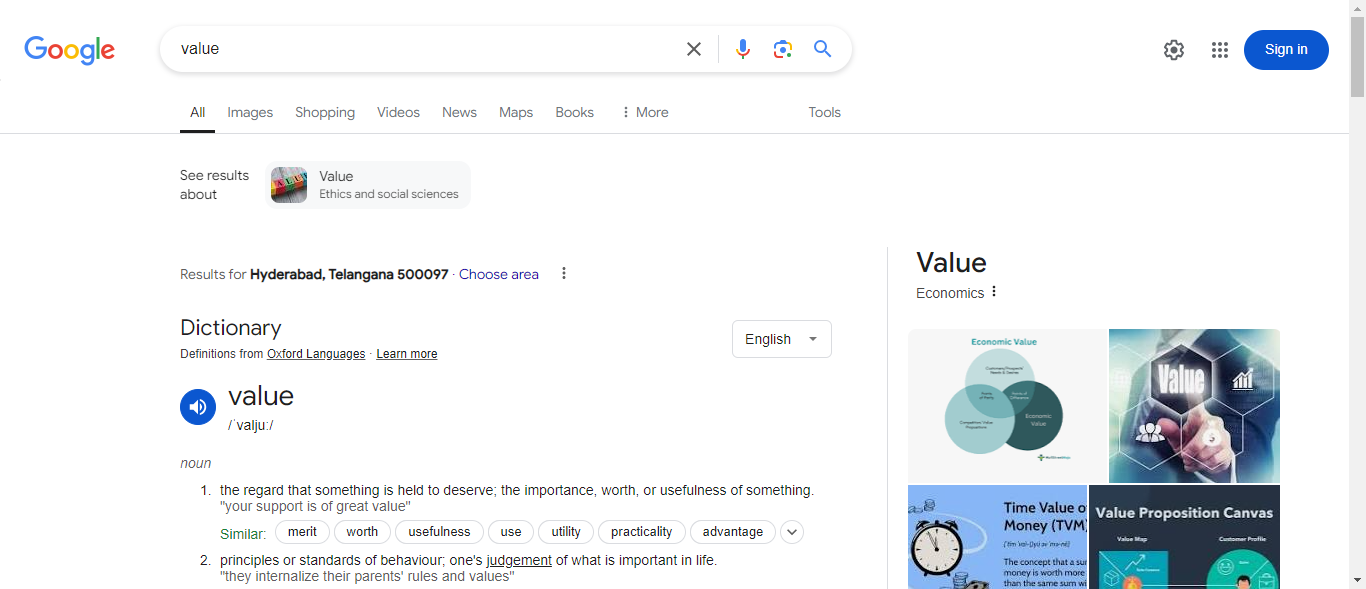 Google
value
Sign in
All Images Shopping Videos News Maps Books More Tools
See results about
Value
Ethics and social sciences
Results for Hyderabad, Telangana 500097 · Choose area
Dictionary
Definitions from Oxford Languages · Learn more
English
value
/ˈvaljuː/
noun
1. the regard that something is held to deserve; the importance, worth, or usefulness of something.
"your support is of great value"
Similar: merit worth usefulness use utility practicality advantage
2. principles or standards of behaviour; one's judgement of what is important in life.
"they internalize their parents' rules and values"
Value
Economics
Economic Value
Economic
Value
Value
Time Value o
Money (TVM
The concept that a su
money is worth more
than the same sum wi
Value Proposition Canvas
Value Map
Customer Profile